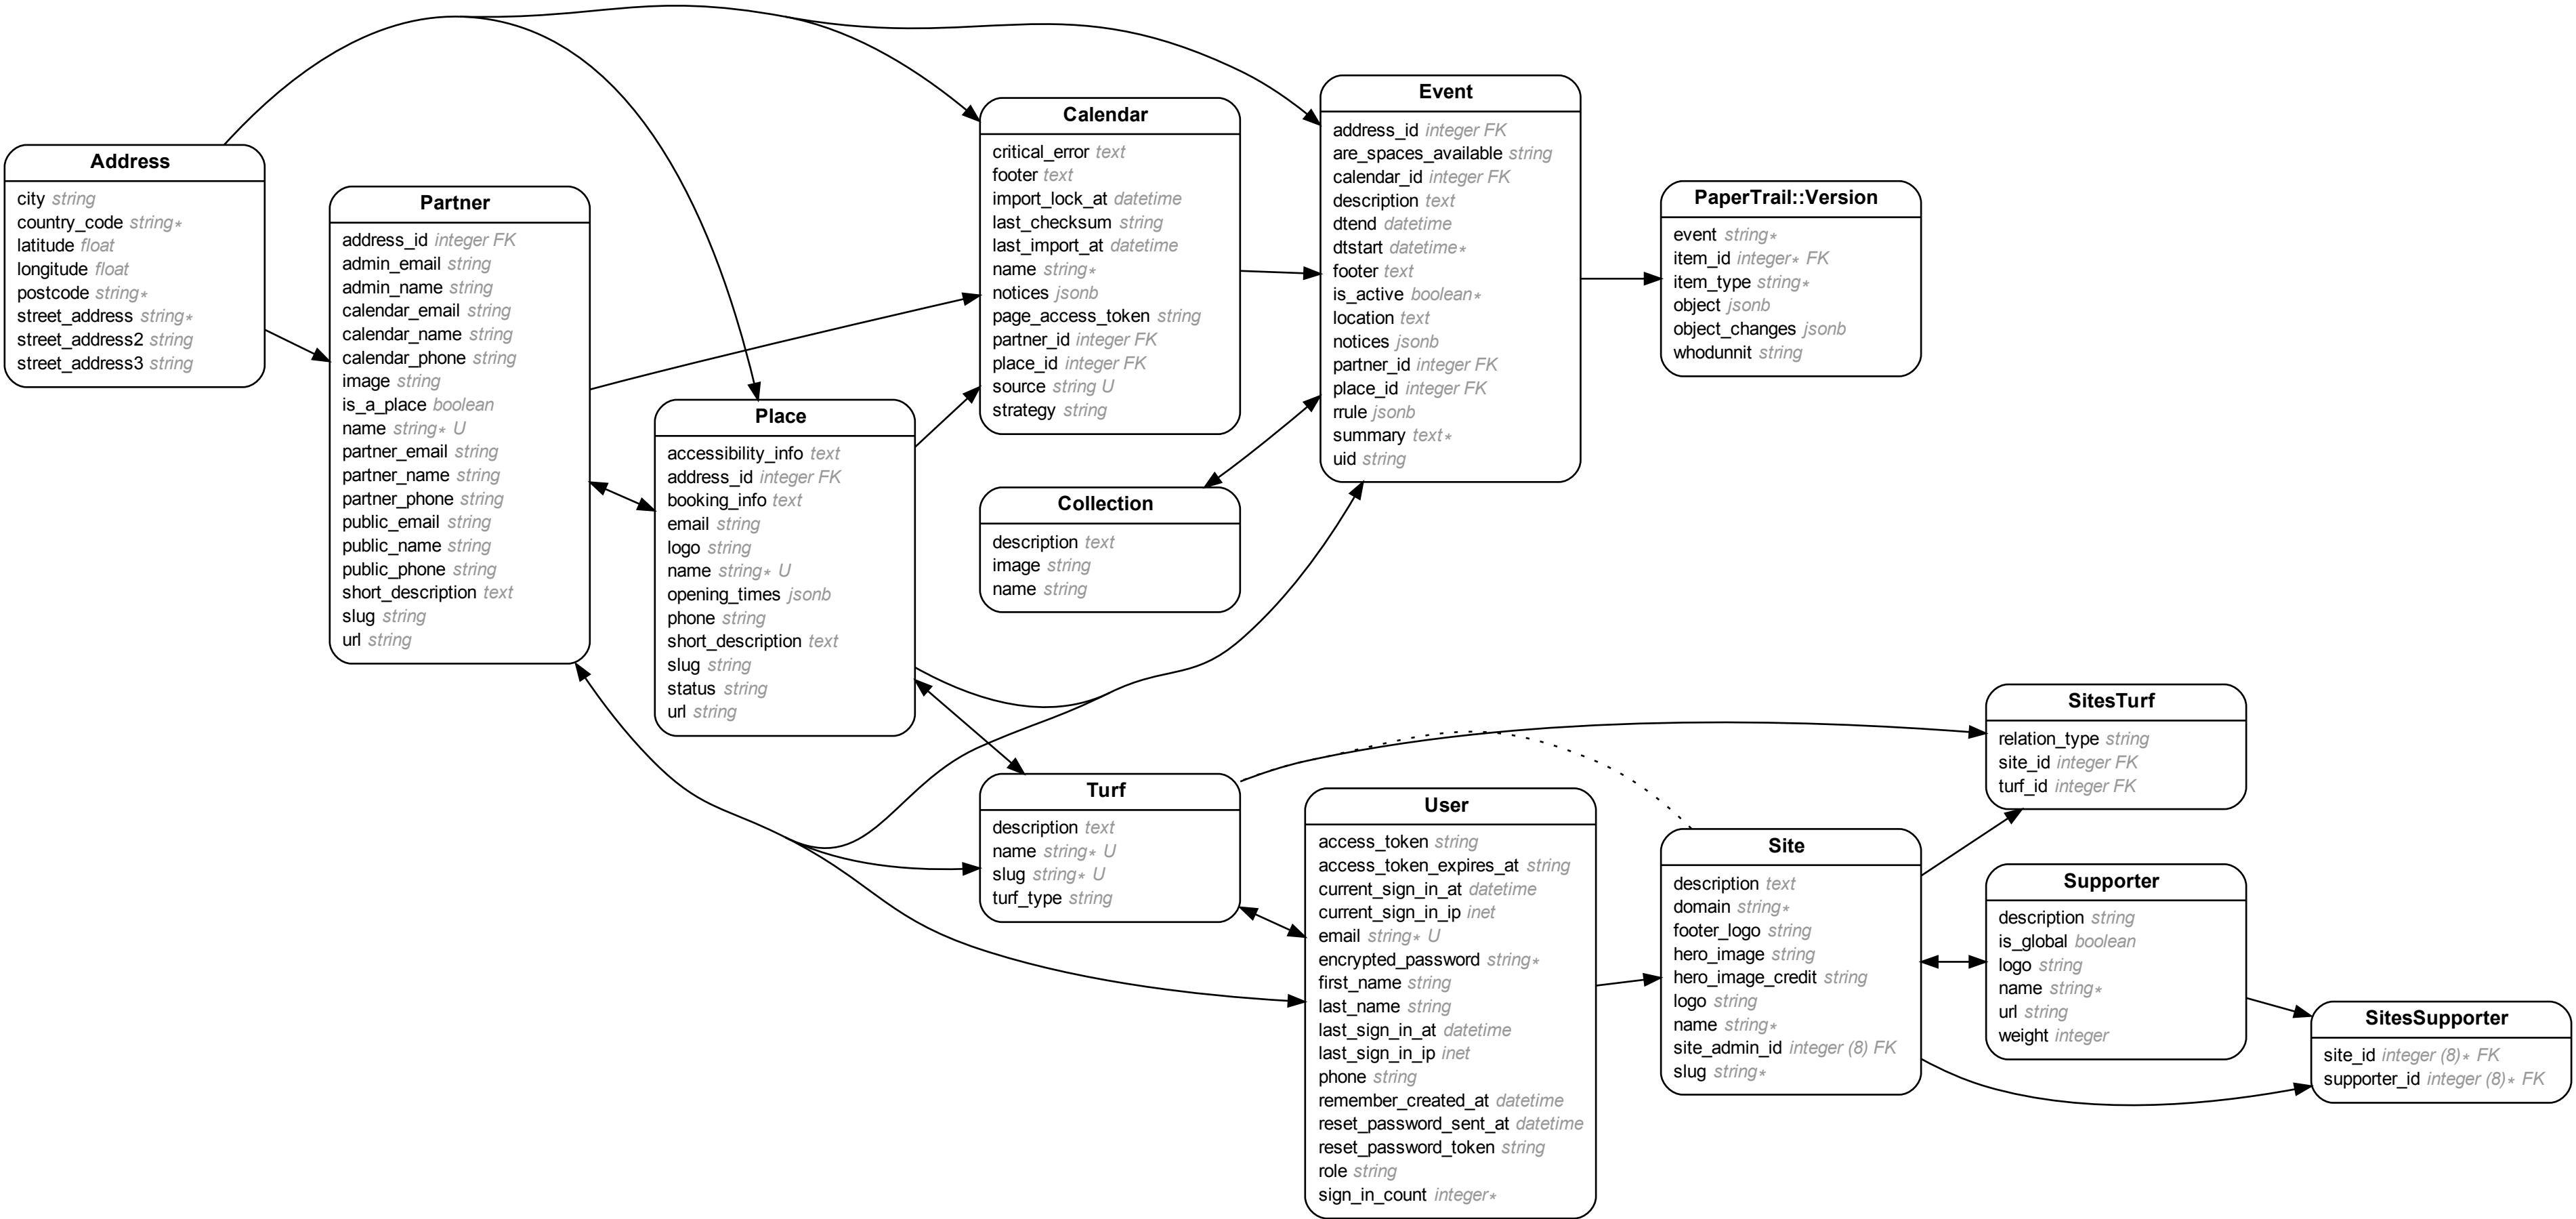 Address
city string
country_code string∗
latitude float
longitude float
postcode string∗
street_address string∗
street_address2 string
street_address3 string
Partner
address_id integer FK
admin_email string
admin_name string
calendar_email string
calendar_name string
calendar_phone string
image string
is_a_place boolean
name string∗ U
partner_email string
partner_name string
partner_phone string
public_email string
public_name string
public_phone string
short_description text
slug string
url string
Place
accessibility_info text
address_id integer FK
booking_info text
email string
logo string
name string∗ U
opening_times jsonb
phone string
short_description text
slug string
status string
url string
Calendar
critical_error text
footer text
import_lock_at datetime
last_checksum string
last_import_at datetime
name string∗
notices jsonb
page_access_token string
partner_id integer FK
place_id integer FK
source string U
strategy string
Collection
description text
image string
name string
Turf
description text
name string∗ U
slug string∗ U
turf_type string
Event
address_id integer FK
are_spaces_available string
calendar_id integer FK
description text
dtend datetime
dtstart datetime∗
footer text
is_active boolean∗
location text
notices jsonb
partner_id integer FK
place_id integer FK
rrule jsonb
summary text∗
uid string
User
access_token string
access_token_expires_at string
current_sign_in_at datetime
current_sign_in_ip inet
email string∗ U
encrypted_password string∗
first_name string
last_name string
last_sign_in_at datetime
last_sign_in_ip inet
phone string
remember_created_at datetime
reset_password_sent_at datetime
reset_password_token string
role string
sign_in_count integer∗
PaperTrail::Version
event string∗
item_id integer∗ FK
item_type string∗
object jsonb
object_changes jsonb
whodunnit string
Site
description text
domain string∗
footer_logo string
hero_image string
hero_image_credit string
logo string
name string∗
site_admin_id integer (8) FK
slug string∗
SitesTurf
relation_type string
site_id integer FK
turf_id integer FK
Supporter
description string
is_global boolean
logo string
name string∗
url string
weight integer
SitesSupporter
site_id integer (8)∗ FK
supporter_id integer (8)∗ FK